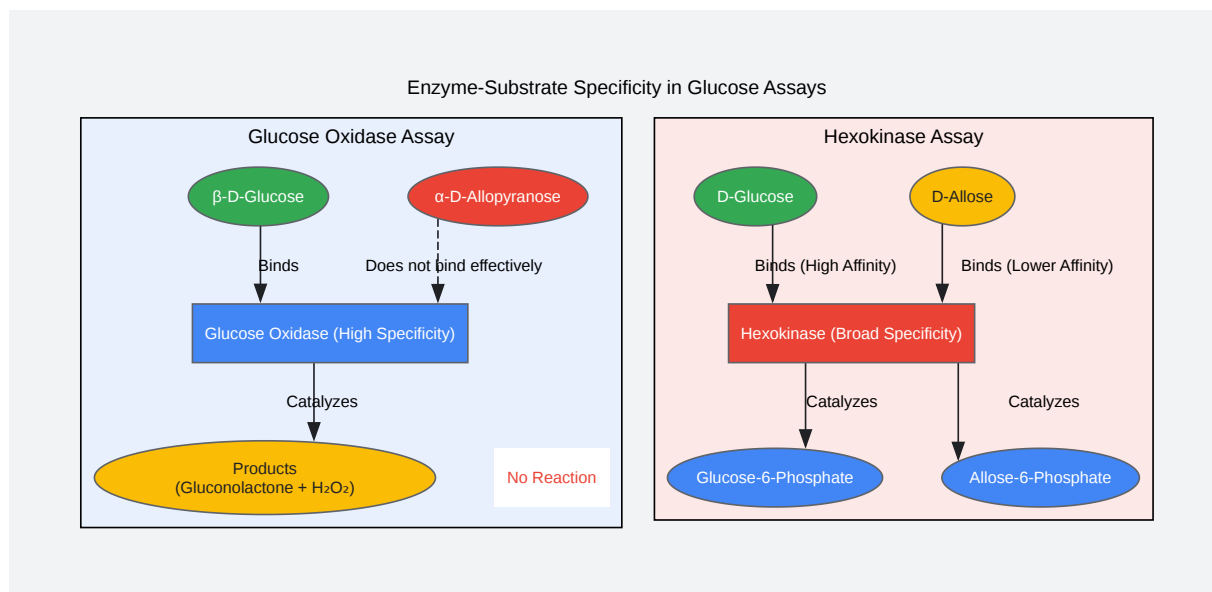 Enzyme-Substrate Specificity in Glucose Assays
Glucose Oxidase Assay
β-D-Glucose
α-D-Allopyranose
Binds
Does not bind effectively
Glucose Oxidase (High Specificity)
Catalyzes
Products
(Gluconolactone + H₂O₂)
No Reaction
Hexokinase Assay
D-Glucose
D-Allose
Binds (High Affinity)
Binds (Lower Affinity)
Hexokinase (Broad Specificity)
Catalyzes
Catalyzes
Glucose-6-Phosphate
Allose-6-Phosphate